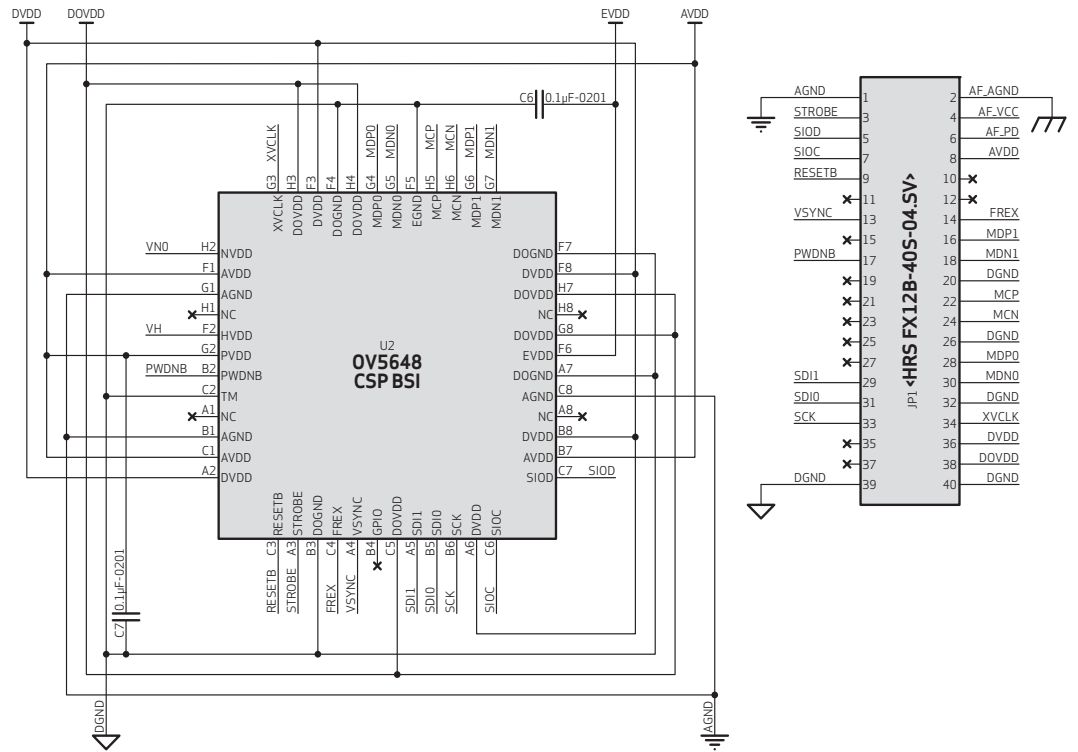 DVDD
DOVDD
EVDD
AVDD
C6 0.1µF-0201
G3 XVCLK
H3
F3
F4
H4
G4 MDP0
G5 MDN0
F5
H5 MCP
H6 MCN
G6 MDP1
G7 MDN1
XVCLK
DOVDD
DVDD
DOGND
DOVDD
MDP0
MDN0
EGND
MCP
MCN
MDP1
MDN1
VN0 H2 NVDD
F1 AVDD
G1 AGND
H1 NC
VH F2 HVDD
G2 PVDD
PWDNB B2 PWDNB
C2 TM
A1 NC
B1 AGND
C1 AVDD
A2 DVDD
U2
OV5648
CSP BSI
DOGND F7
DVDD F8
DOVDD H7
NC H8
DOVDD G8
EVDD F6
DOGND A7
AGND C8
NC A8
DVDD B8
AVDD B7
SIOD C7 SIOD
RESETB
STROBE
DOGND
FREX
VSYNC
GPIO
DOVDD
SDI1
SDI0
SCK
DVDD
SIOC
RESETB C3
STROBE A3
B3
FREX C4
VSYNC A4
B4
C5
SDI1 A5
SDI0 B5
SCK B6
A6
SIOC C6
C7 0.1µF-0201
DGND
AGND
AGND 1
STROBE 3
SIOD 5
SIOC 7
RESETB 9
11
VSYNC 13
15
PWDNB 17
19
21
23
25
27
SDI1 29
SDI0 31
SCK 33
35
37
DGND 39
JP1 <HRS FX12B-40S-04.SV>
2 AF_AGND
4 AF_VCC
6 AF_PD
8 AVDD
10
12
14 FREX
16 MDP1
18 MDN1
20 DGND
22 MCP
24 MCN
26 DGND
28 MDP0
30 MDN0
32 DGND
34 XVCLK
36 DVDD
38 DOVDD
40 DGND